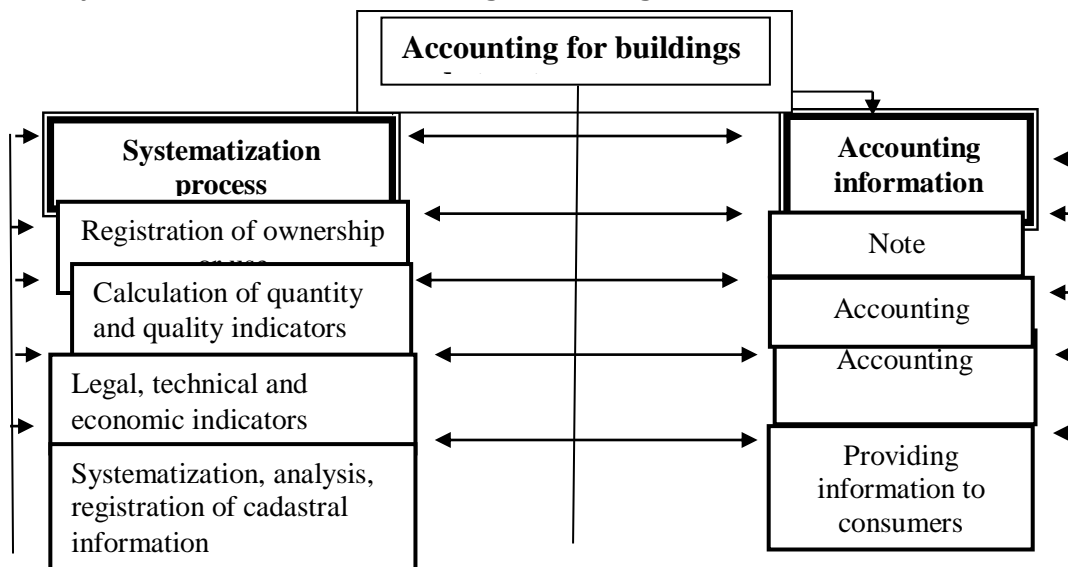 Accounting for buildings
Systematization
process
Registration of ownership
Calculation of quantity
and quality indicators
Legal, technical and
economic indicators
Systematization, analysis,
registration of cadastral
information
Accounting
information
Note
Accounting
Accounting
Providing
information to
consumers